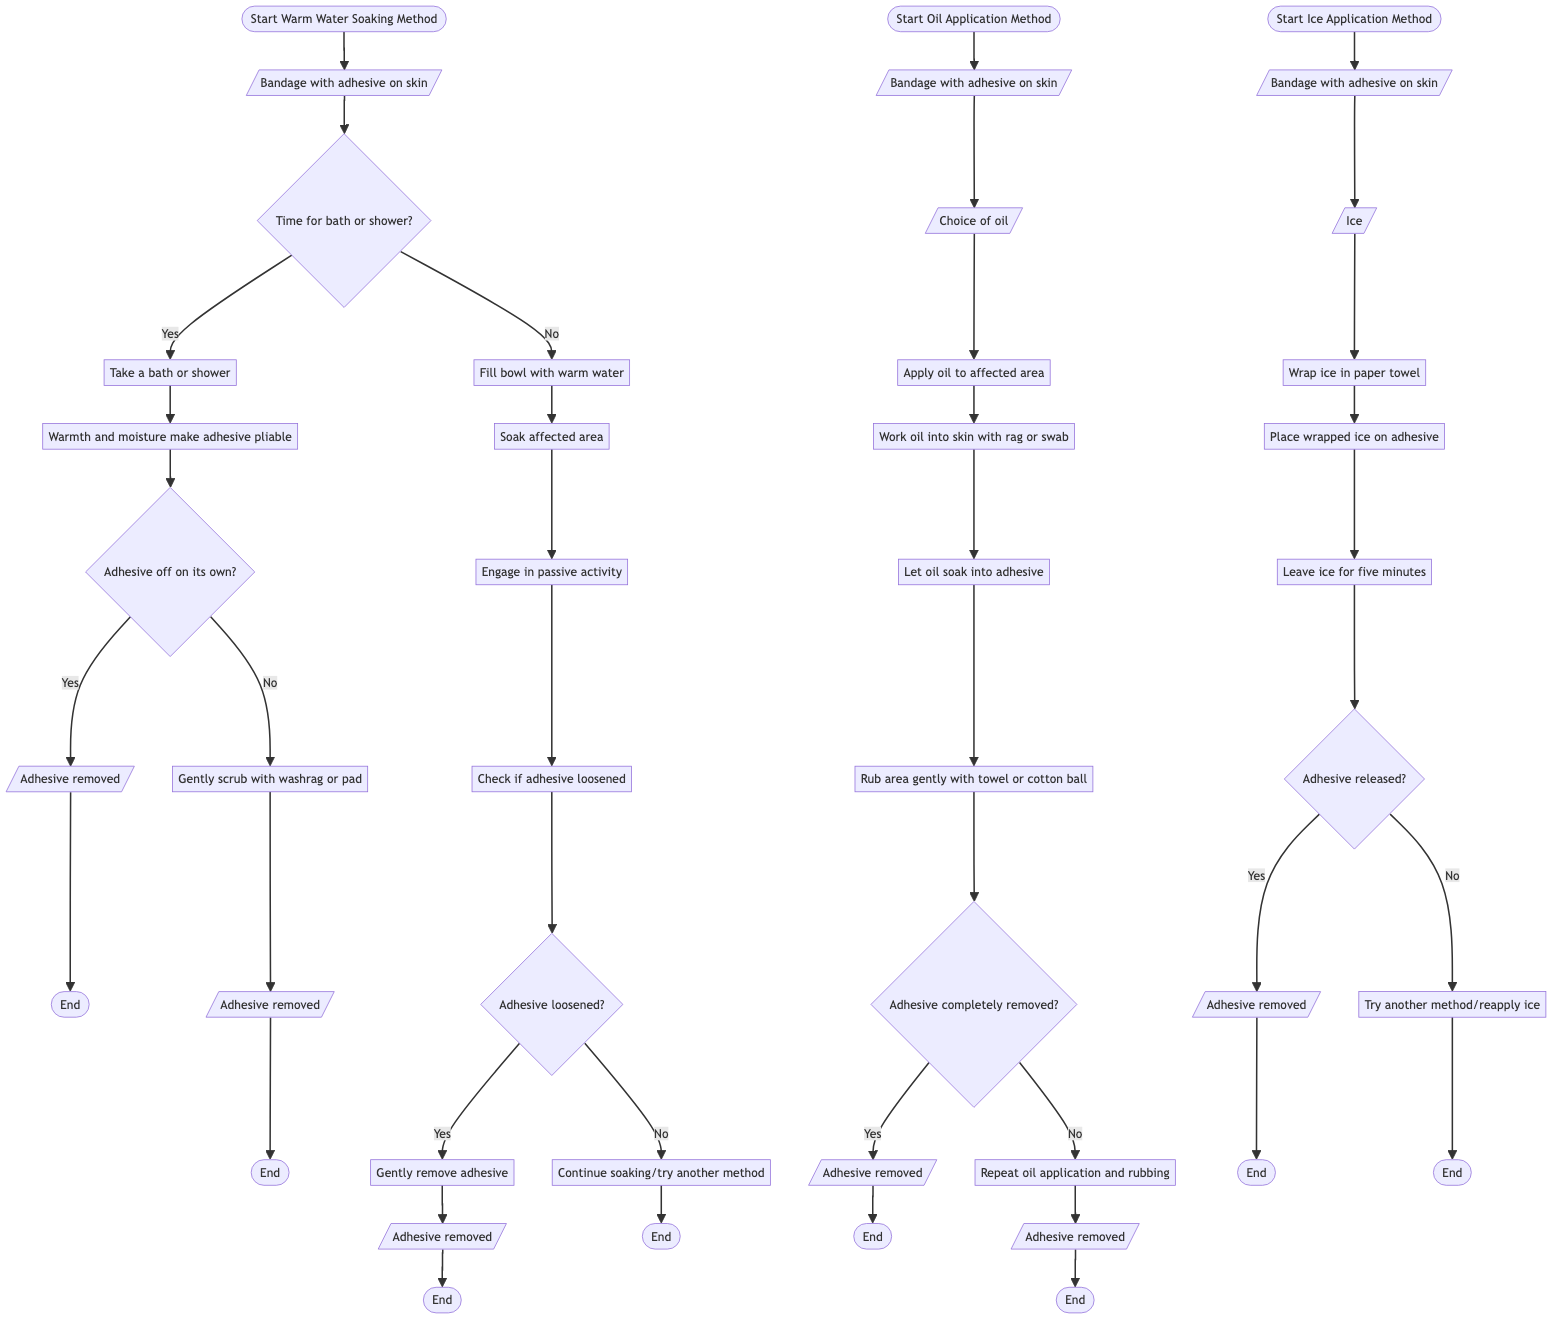 Start Warm Water Soaking Method
Bandage with adhesive on skin
Time for bath or shower?
Yes
No
Take a bath or shower
Fill bowl with warm water
Warmth and moisture make adhesive pliable
Soak affected area
Adhesive off on its own?
Engage in passive activity
Yes
No
Adhesive removed
Gently scrub with washrag or pad
Check if adhesive loosened
End
Adhesive removed
Adhesive loosened?
End
Yes
No
Gently remove adhesive
Continue soaking/try another method
Adhesive removed
End
End
Start Oil Application Method
Bandage with adhesive on skin
Choice of oil
Apply oil to affected area
Work oil into skin with rag or swab
Let oil soak into adhesive
Rub area gently with towel or cotton ball
Adhesive completely removed?
Yes
No
Adhesive removed
Repeat oil application and rubbing
End
Adhesive removed
End
Start Ice Application Method
Bandage with adhesive on skin
Ice
Wrap ice in paper towel
Place wrapped ice on adhesive
Leave ice for five minutes
Adhesive released?
Yes
No
Adhesive removed
Try another method/reapply ice
End
End